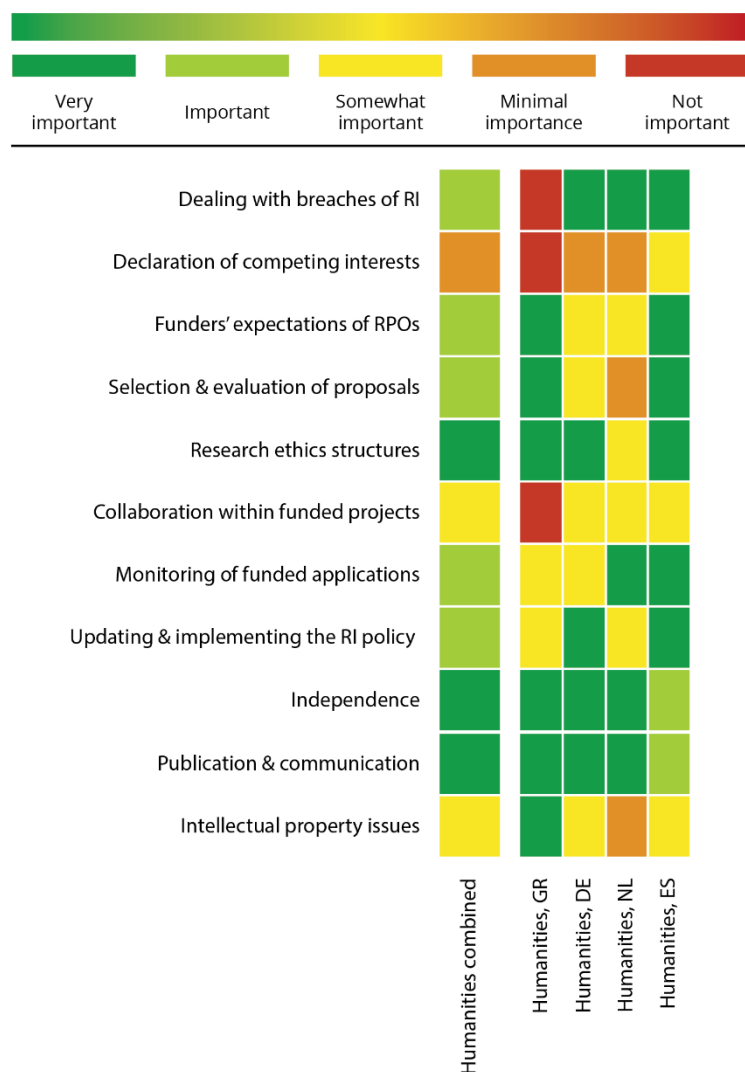 Very
important
Important
Somewhat
important
Minimal
importance
Not
important
Dealing with breaches of RI
Declaration of competing interests
Funders’ expectations of RPOs
Selection & evaluation of proposals
Research ethics structures
Collaboration within funded projects
Monitoring of funded applications
Updating & implementing the RI policy
Independence
Publication & communication
Intellectual property issues
Humanities combined
Humanities, GR
Humanities, DE
Humanities, NL
Humanities, ES